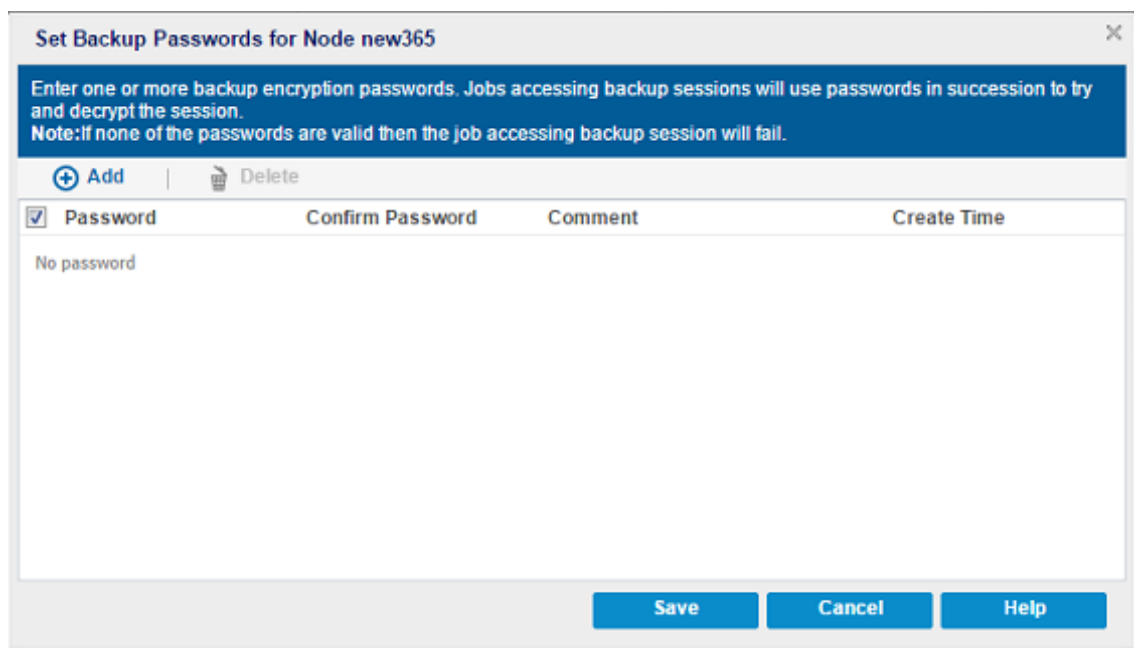 Set Backup Passwords for Node new365
Enter one or more backup encryption passwords. Jobs accessing backup sessions will use passwords in succession to try
and decrypt the session.
Note:If none of the passwords are valid then the job accessing backup session will fail.
Add | Delete
Password Confirm Password Comment Create Time
No password
Save Cancel Help